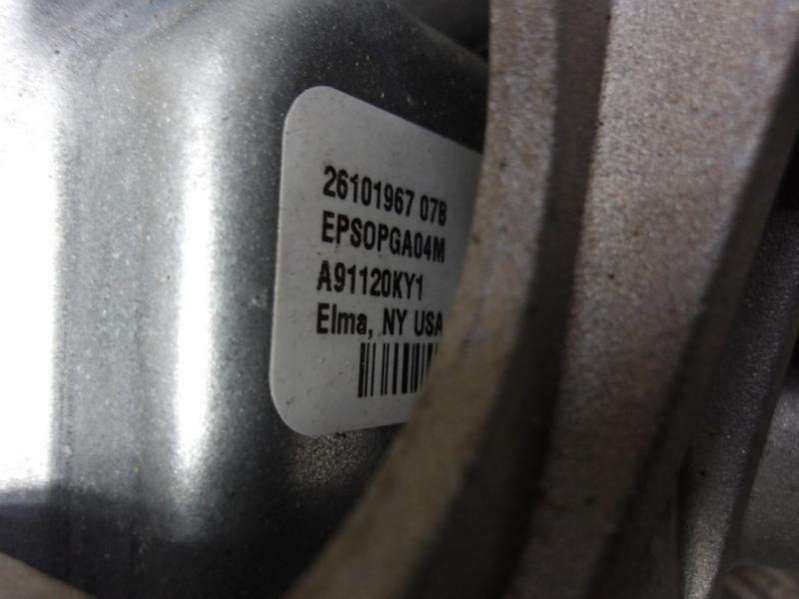 26101967 07B
EPSOPGA04M
A91120KY1
Elma, NY USA